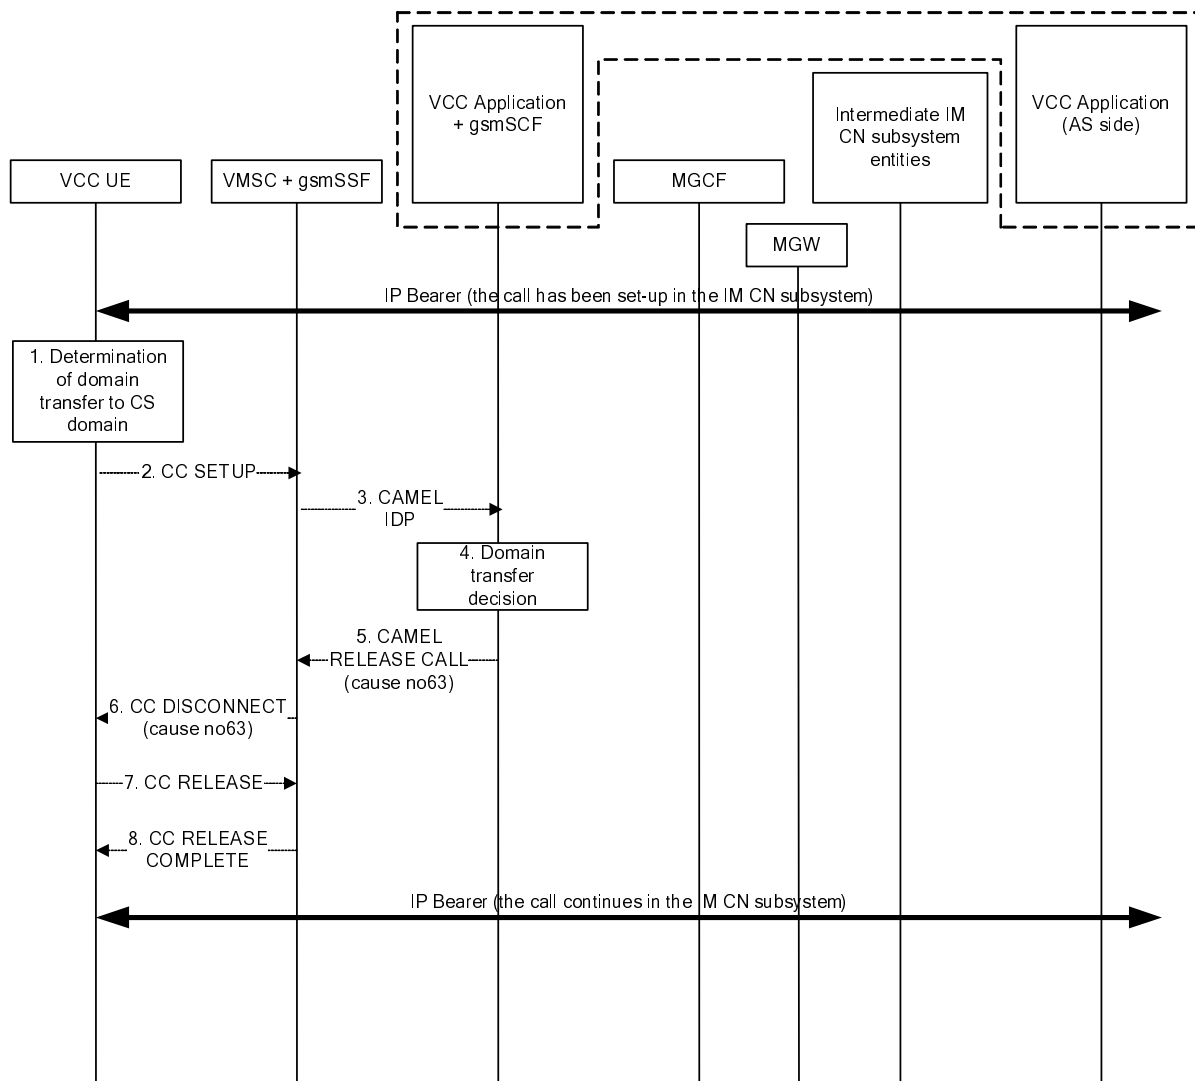 VCC Application
+ gsmSCF
VCC Application
(AS side)
Intermediate IM
CN subsystem
entities
VCC UE
VMSC + gsmSSF
MGCF
MGW
IP Bearer (the call has been set-up in the IM CN subsystem)
1. Determination
of domain
transfer to CS
domain
2. CC SETUP
3. CAMEL
IDP
4. Domain
transfer
decision
5. CAMEL
RELEASE CALL
(cause no63)
6. CC DISCONNECT
(cause no63)
7. CC RELEASE
8. CC RELEASE
COMPLETE
IP Bearer (the call continues in the IM CN subsystem)